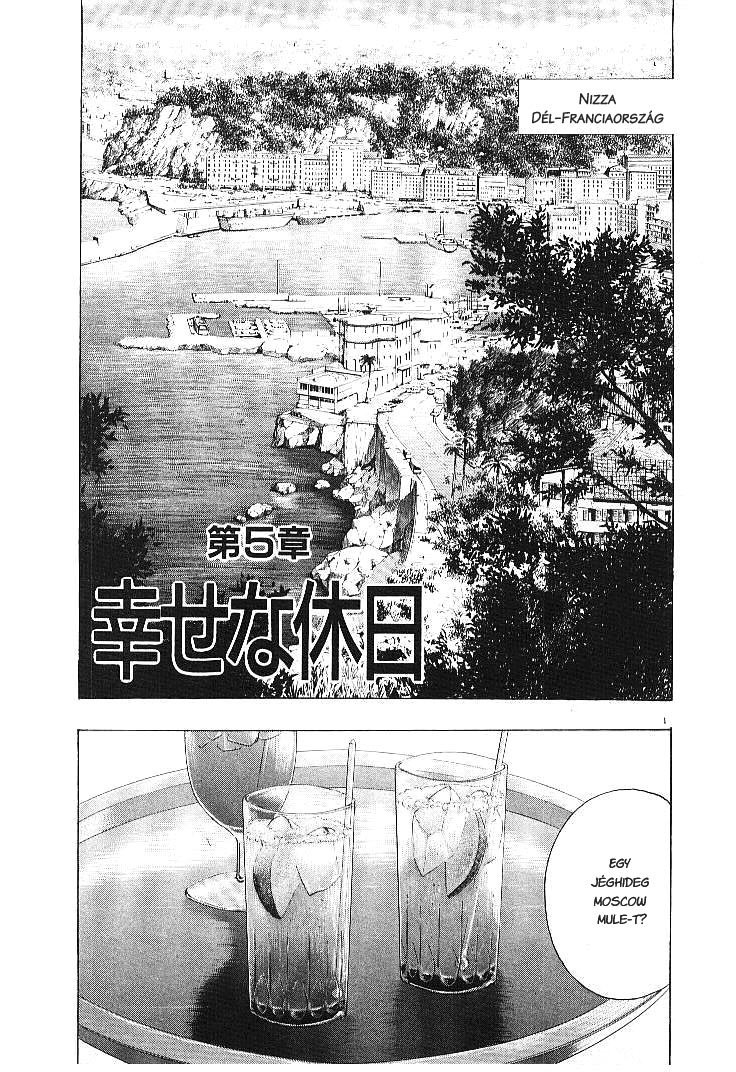 NIZZA
DÉL-FRANCIAORSZÁG
第5章
幸せな休日
1
EGY
JÉGHIDEG
MOSCOW
MULE-T?